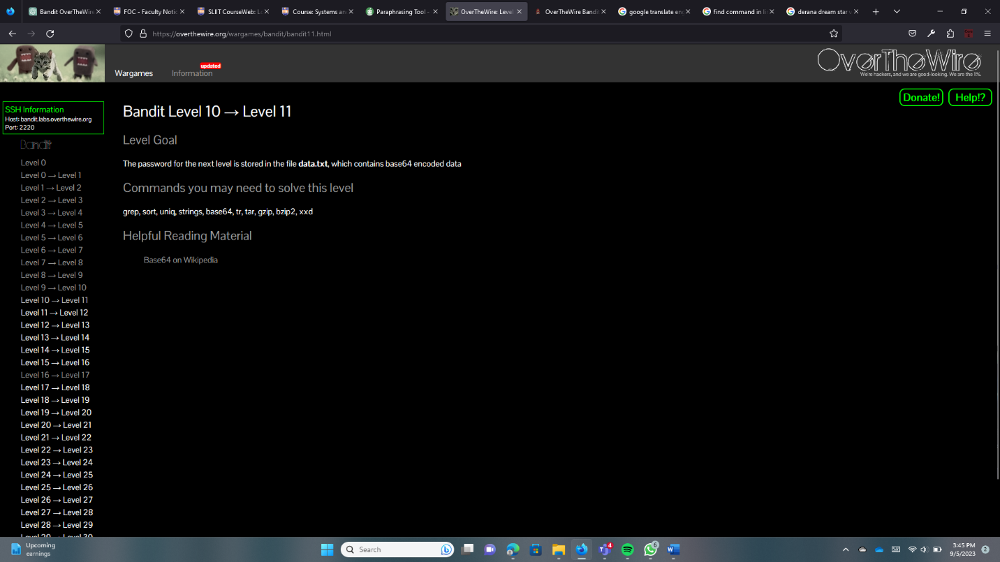 Bandit OverTheWire
FOC - Faculty Notic
SLIIT CourseWeb: Lo
Course: Systems an
Paraphrasing Tool -
OverTheWire: Level
OverTheWire Bandit
google translate en
find command in li
derana dream star v
https://overthewire.org/wargames/bandit/bandit11.html
Wargames
Information
updated
OverTheWire
We're hackers, and we are good-looking. We are the 1%.
Donate!
Help!?
SSH Information
Host: bandit.labs.overthewire.org
Port: 2220
Bandit
Level 0
Level 0 → Level 1
Level 1 → Level 2
Level 2 → Level 3
Level 3 → Level 4
Level 4 → Level 5
Level 5 → Level 6
Level 6 → Level 7
Level 7 → Level 8
Level 8 → Level 9
Level 9 → Level 10
Level 10 → Level 11
Level 11 → Level 12
Level 12 → Level 13
Level 13 → Level 14
Level 14 → Level 15
Level 15 → Level 16
Level 16 → Level 17
Level 17 → Level 18
Level 18 → Level 19
Level 19 → Level 20
Level 20 → Level 21
Level 21 → Level 22
Level 22 → Level 23
Level 23 → Level 24
Level 24 → Level 25
Level 25 → Level 26
Level 26 → Level 27
Level 27 → Level 28
Level 28 → Level 29
Level 29 → Level 30
Bandit Level 10 → Level 11
Level Goal
The password for the next level is stored in the file data.txt, which contains base64 encoded data
Commands you may need to solve this level
grep, sort, uniq, strings, base64, tr, tar, gzip, bzip2, xxd
Helpful Reading Material
Base64 on Wikipedia
Upcoming
earnings
Search
4
6
3:45 PM
9/5/2023
2